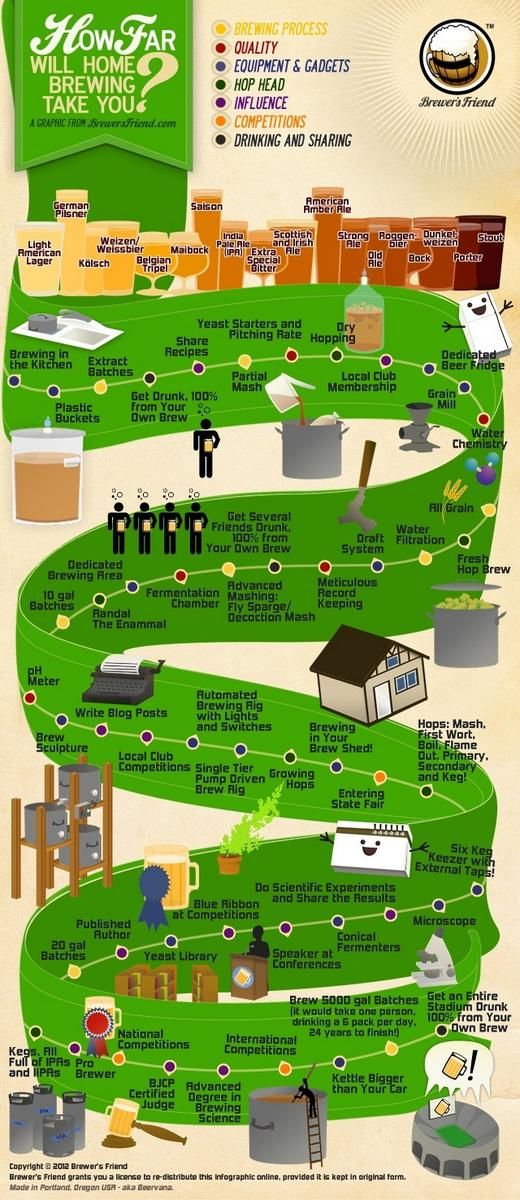 How Far
WILL HOME
BREWING
TAKE YOU?
A GRAPHIC FROM BrewersFriend.com
BREWING PROCESS
QUALITY
EQUIPMENT & GADGETS
HOP HEAD
INFLUENCE
COMPETITIONS
DRINKING AND SHARING
TM
Brewer's Friend
Light
American
Lager
German
Pilsner
Kölsch
Weizen/
Weissbier
Belgian
Tripel
Maibock
Saison
India
Pale Ale
(IPA)
Extra
Special
Bitter
Scottish
and Irish
Ale
American
Amber Ale
Strong
Ale
Old
Ale
Roggen-
bier
Bock
Dunkel-
weizen
Porter
Stout
Brewing in
the Kitchen
Plastic
Buckets
Extract
Batches
Get Drunk, 100%
from Your
Own Brew
Share
Recipes
Partial
Mash
Yeast Starters and
Pitching Rate
Dry
Hopping
Local Club
Membership
Dedicated
Beer Fridge
Grain
Mill
Water
Chemistry
All Grain
Fresh
Hop Brew
Water
Filtration
Draft
System
Meticulous
Record
Keeping
Get Several
Friends Drunk,
100% from
Your Own Brew
Advanced
Mashing:
Fly Sparge/
Decoction Mash
Fermentation
Chamber
Dedicated
Brewing Area
Randal
The Enammal
10 gal
Batches
pH
Meter
Brew
Sculpture
Write Blog Posts
Local Club
Competitions
Automated
Brewing Rig
with Lights
and Switches
Single Tier
Pump Driven
Brew Rig
Growing
Hops
Brewing
in Your
Brew Shed!
Entering
State Fair
Hops: Mash,
First Wort,
Boil, Flame
Out, Primary,
Secondary
and Keg!
Six Keg
Keezer with
External Taps!
Microscope
Do Scientific Experiments
and Share the Results
Conical
Fermenters
Speaker at
Conferences
Blue Ribbon
at Competitions
Yeast Library
Published
Author
20 gal
Batches
Kegs, All
Full of IPAs
and IIPAs
Pro
Brewer
National
Competitions
BJCP
Certified
Judge
Advanced
Degree in
Brewing
Science
International
Competitions
Kettle Bigger
than Your Car
Brew 5000 gal Batches
(it would take one person,
drinking a 6 pack per day,
24 years to finish!)
Get an Entire
Stadium Drunk
100% from Your
Own Brew
!
IPA
Copyright © 2012 Brewer's Friend
Brewer's Friend grants you a license to re-distribute this infographic online, provided it is kept in original form.
Made in Portland, Oregon USA - aka Beervana.